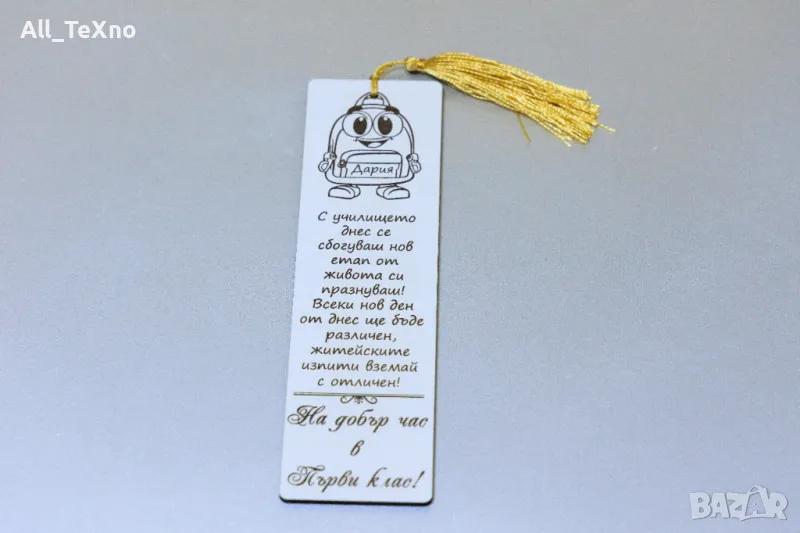 All_TeXno
Дария
С училището
днес се
сбогуваш нов
етап от
живота си
празнуваш!
Всеки нов ден
от днес ще бъде
различен,
житейските
изпити вземай
с отличен!
На добър час
в
Първи клас!
BAZAR